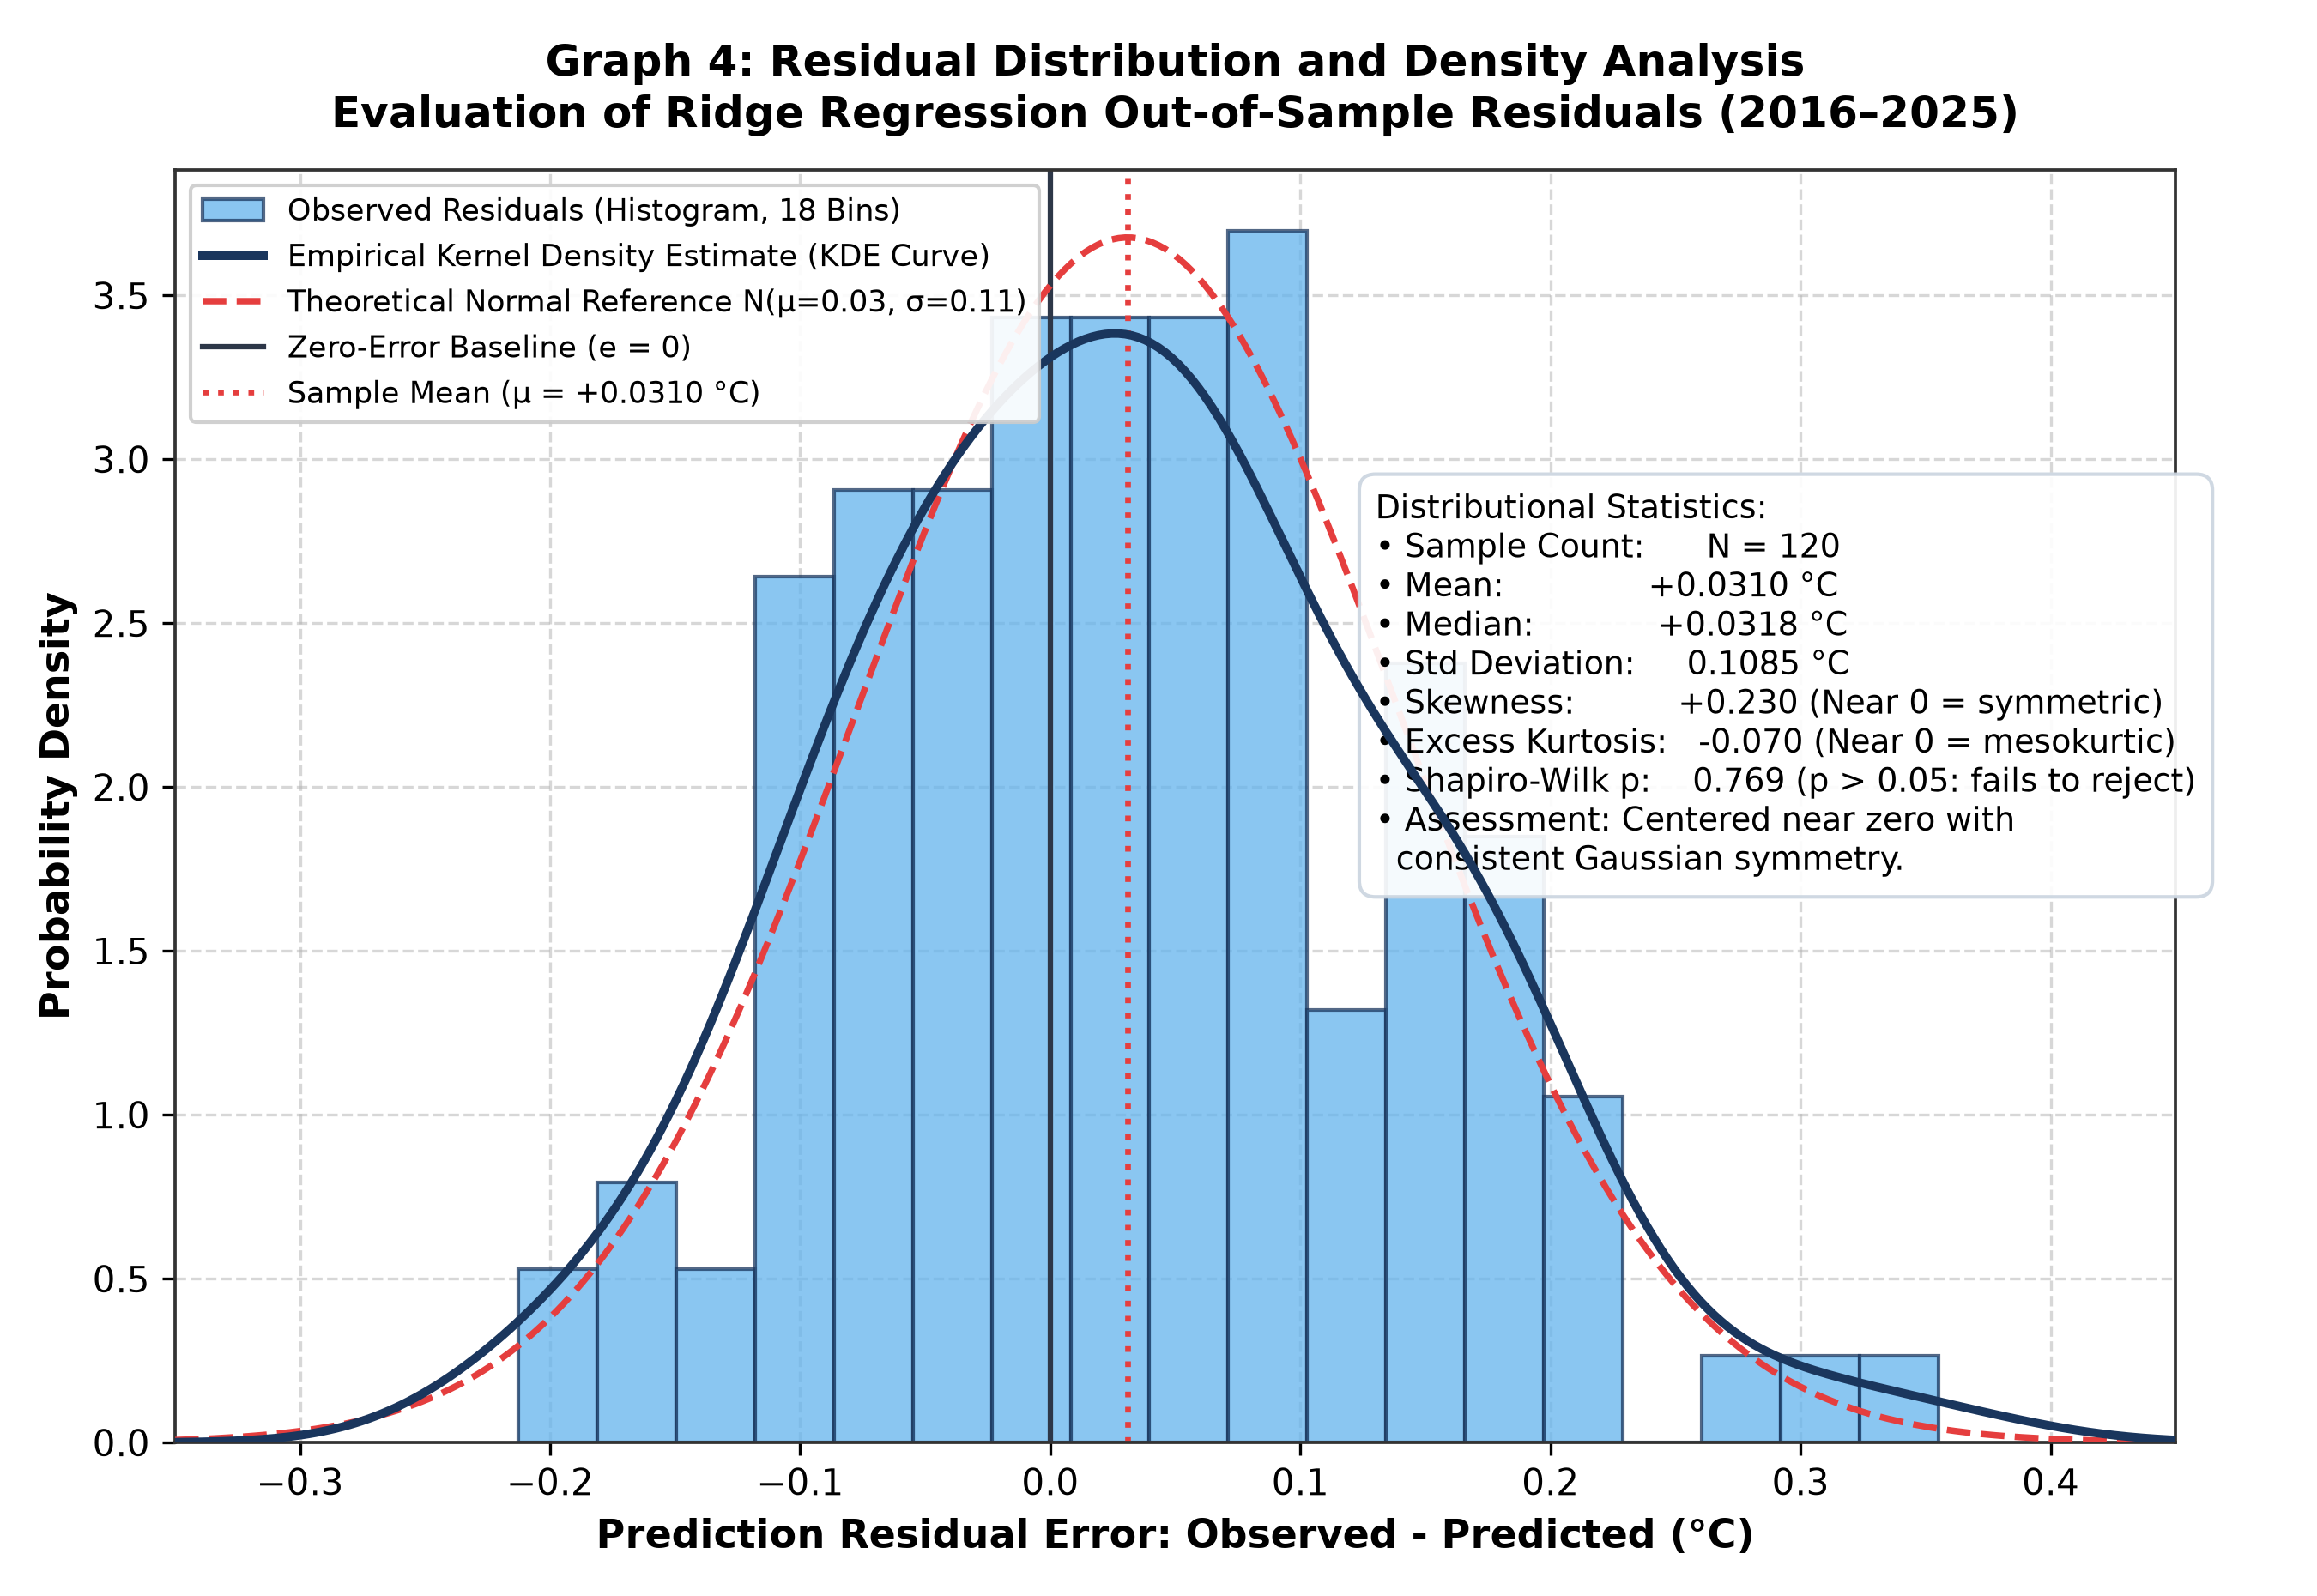 Graph 4: Residual Distribution and Density Analysis
Evaluation of Ridge Regression Out-of-Sample Residuals (2016–2025)
Observed Residuals (Histogram, 18 Bins)
Empirical Kernel Density Estimate (KDE Curve)
Theoretical Normal Reference N(μ=0.03, σ=0.11)
Zero-Error Baseline (e = 0)
Sample Mean (μ = +0.0310 °C)
Distributional Statistics:
• Sample Count: N = 120
• Mean: +0.0310 °C
• Median: +0.0318 °C
• Std Deviation: 0.1085 °C
• Skewness: +0.230 (Near 0 = symmetric)
• Excess Kurtosis: -0.070 (Near 0 = mesokurtic)
• Shapiro-Wilk p: 0.769 (p > 0.05: fails to reject)
• Assessment: Centered near zero with
consistent Gaussian symmetry.
Probability Density
3.5
3.0
2.5
2.0
1.5
1.0
0.5
0.0
−0.3 −0.2 −0.1 0.0 0.1 0.2 0.3 0.4
Prediction Residual Error: Observed - Predicted (°C)